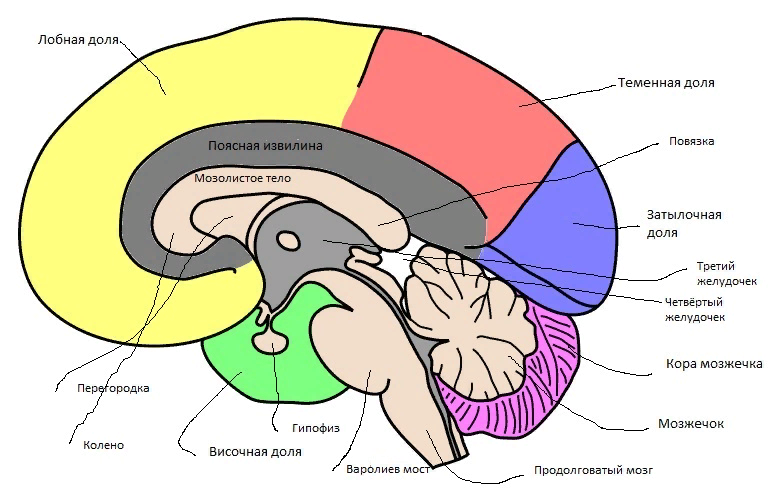 Лобная доля
Теменная доля
Поясная извилина
Повязка
Мозолистое тело
Затылочная
доля
Третий
желудочек
Четвёртый
желудочек
Кора мозжечка
Перегородка
Мозжечок
Гипофиз
Колено
Височная доля
Варолиев мост
Продолговатый мозг